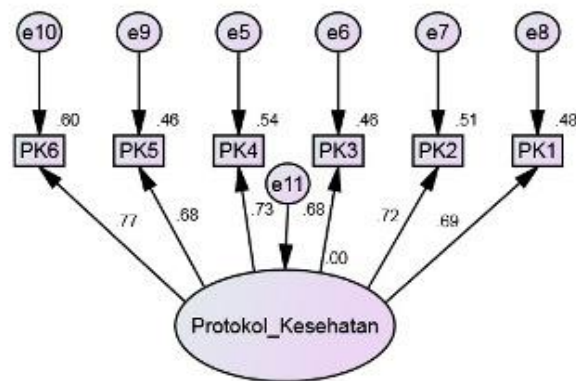 e10 e9 e5 e6 e7 e8
.60 .46 .54 .46 .51 .48
PK6 PK5 PK4 PK3 PK2 PK1
e11
.77 .68 .73 .68 .72 .69
.00
Protokol_Kesehatan